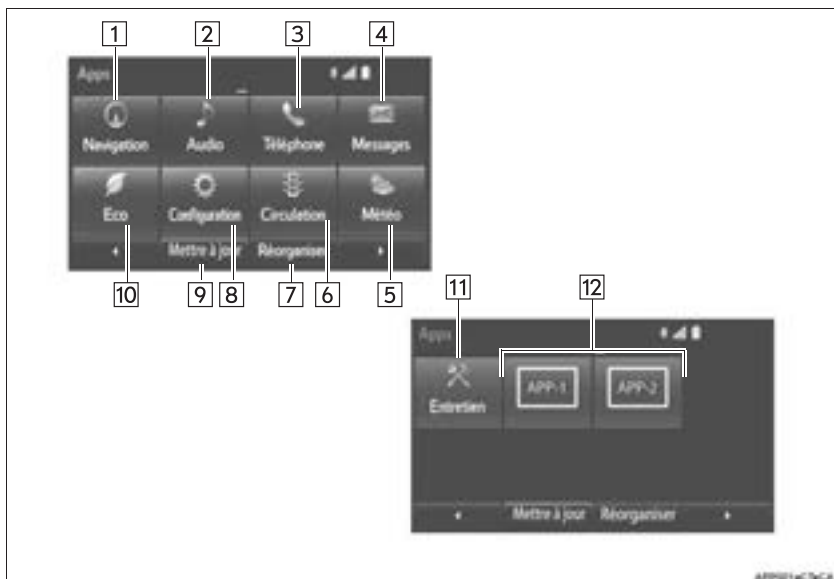 1 2 3 4
Apps
Navigation Audio Téléphone Messages
Eco Configuration Circulation Météo
Mettre à jour Réorganiser
10 9 8 7 6 5
11 12
Apps
APP-1 APP-2
Entretien
Mettre à jour Réorganiser